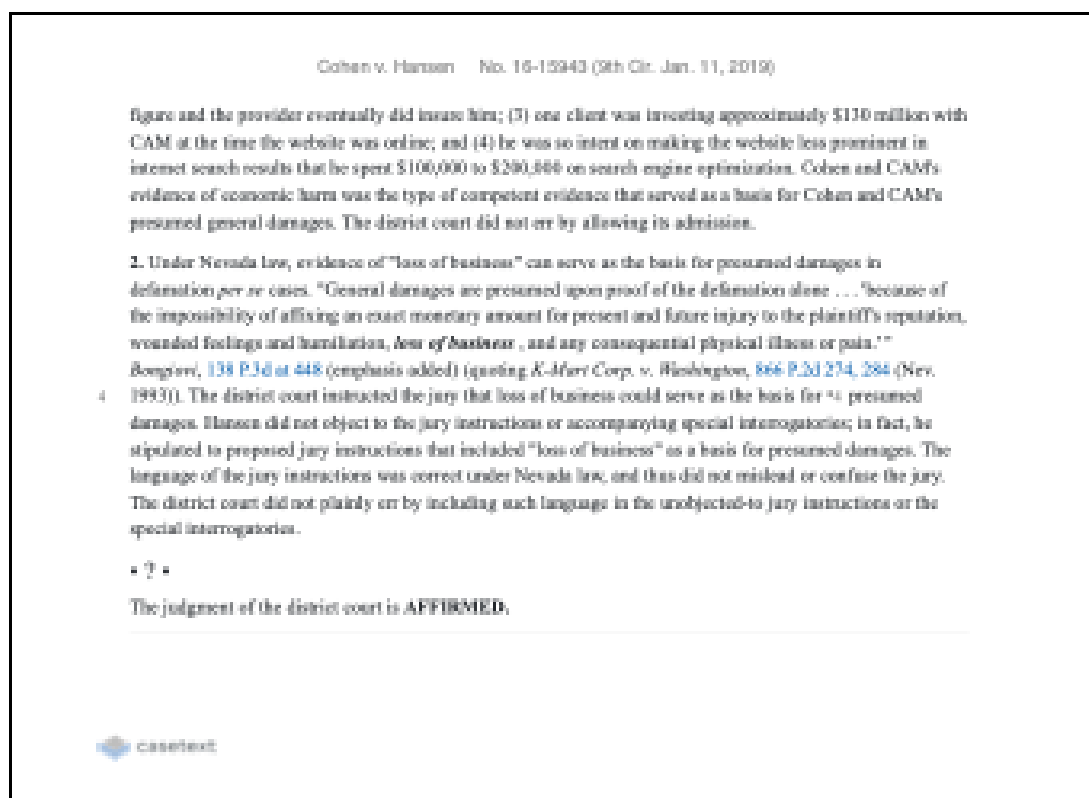 Cohen v. Hansen No. 16-15943 (9th Cir. Jan. 11, 2019)
figure and the provider eventually did insure him; (3) one client was investing approximately $130 million with
CAM at the time the website was online; and (4) he was so intent on making the website less prominent in
internet search results that he spent $100,000 to $200,000 on search engine optimization. Cohen and CAM's
evidence of economic harm was the type of competent evidence that served as a basis for Cohen and CAM's
presumed general damages. The district court did not err by allowing its admission.
2. Under Nevada law, evidence of "loss of business" can serve as the basis for presumed damages in
defamation per se cases. "General damages are presumed upon proof of the defamation alone . . . 'because of
the impossibility of affixing an exact monetary amount for present and future injury to the plaintiff's reputation,
wounded feelings and humiliation, loss of business , and any consequential physical illness or pain.'"
Bongiovi, 138 P.3d at 448 (emphasis added) (quoting K-Mart Corp. v. Washington, 866 P.2d 274, 284 (Nev.
4 1993)). The district court instructed the jury that loss of business could serve as the basis for *4 presumed
damages. Hansen did not object to the jury instructions or accompanying special interrogatories; in fact, he
stipulated to proposed jury instructions that included "loss of business" as a basis for presumed damages. The
language of the jury instructions was correct under Nevada law, and thus did not mislead or confuse the jury.
The district court did not plainly err by including such language in the unobjected-to jury instructions or the
special interrogatories.
• ? •
The judgment of the district court is AFFIRMED.
casetext